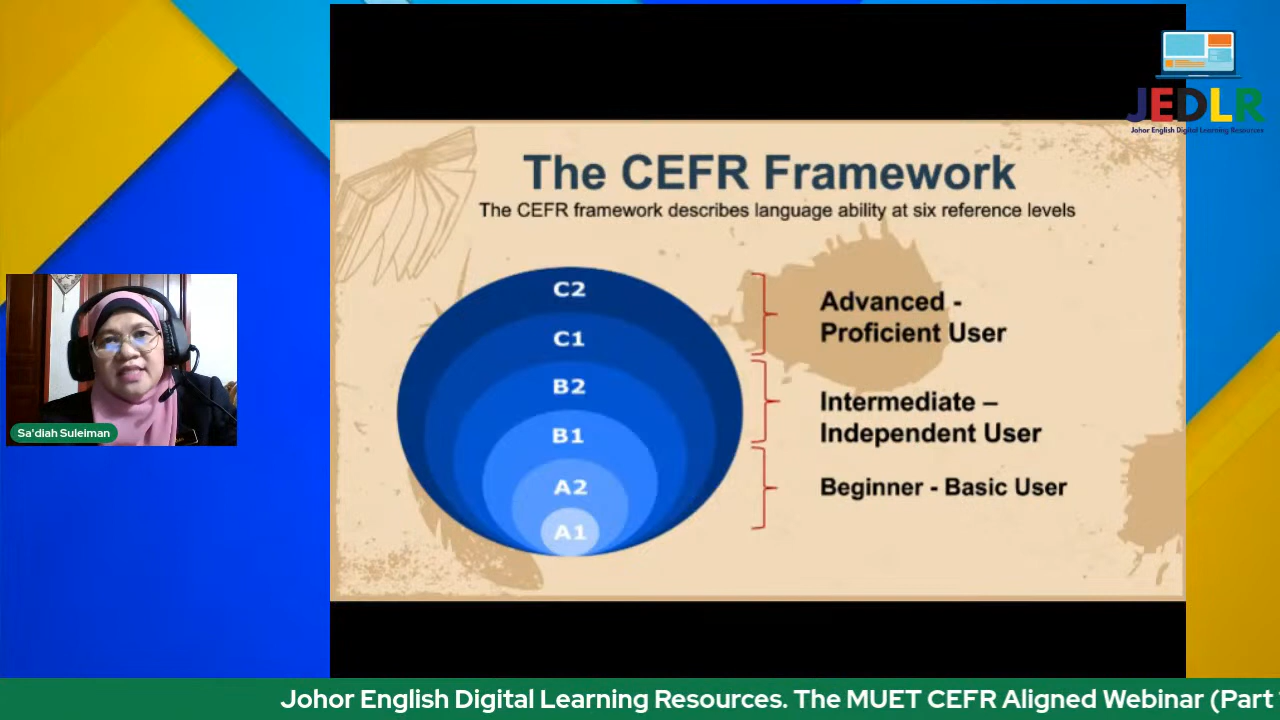 JEDLR
Johor English Digital Learning Resources
The CEFR Framework
The CEFR framework describes language ability at six reference levels
C2
C1
B2
B1
A2
A1
Advanced -
Proficient User
Intermediate –
Independent User
Beginner - Basic User
Sa'diah Suleiman
Johor English Digital Learning Resources. The MUET CEFR Aligned Webinar (Part